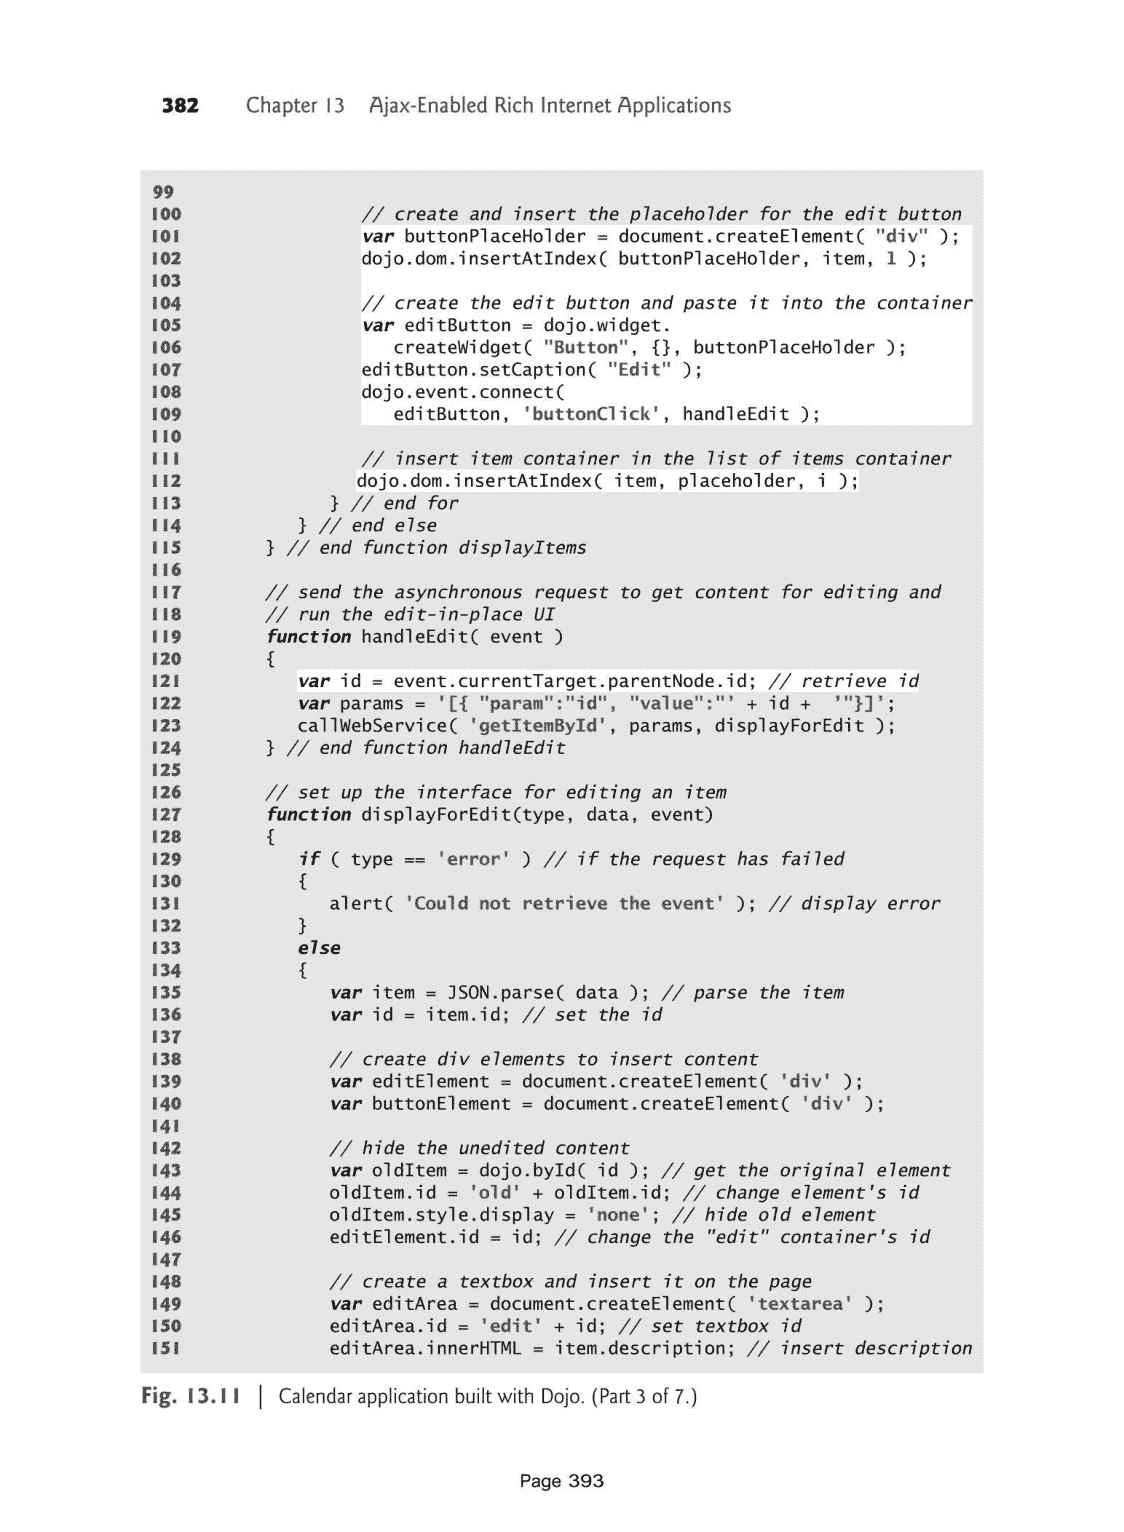 382 Chapter 13 Ajax-Enabled Rich Internet Applications
99
100 // create and insert the placeholder for the edit button
101 var buttonPlaceHolder = document.createElement( "div" );
102 dojo.dom.insertAtIndex( buttonPlaceHolder, item, 1 );
103
104 // create the edit button and paste it into the container
105 var editButton = dojo.widget.
106 createWidget( "Button", {}, buttonPlaceHolder );
107 editButton.setCaption( "Edit" );
108 dojo.event.connect(
109 editButton, 'buttonClick', handleEdit );
110
111 // insert item container in the list of items container
112 dojo.dom.insertAtIndex( item, placeholder, i );
113 } // end for
114 } // end else
115 } // end function displayItems
116
117 // send the asynchronous request to get content for editing and
118 // run the edit-in-place UI
119 function handleEdit( event )
120 {
121 var id = event.currentTarget.parentNode.id; // retrieve id
122 var params = '[{ "param":"id", "value":"' + id + '"}]';
123 callWebService( 'getItemById', params, displayForEdit );
124 } // end function handleEdit
125
126 // set up the interface for editing an item
127 function displayForEdit(type, data, event)
128 {
129 if ( type == 'error' ) // if the request has failed
130 {
131 alert( 'Could not retrieve the event' ); // display error
132 }
133 else
134 {
135 var item = JSON.parse( data ); // parse the item
136 var id = item.id; // set the id
137
138 // create div elements to insert content
139 var editElement = document.createElement( 'div' );
140 var buttonElement = document.createElement( 'div' );
141
142 // hide the unedited content
143 var oldItem = dojo.byId( id ); // get the original element
144 oldItem.id = 'old' + oldItem.id; // change element's id
145 oldItem.style.display = 'none'; // hide old element
146 editElement.id = id; // change the "edit" container's id
147
148 // create a textbox and insert it on the page
149 var editArea = document.createElement( 'textarea' );
150 editArea.id = 'edit' + id; // set textbox id
151 editArea.innerHTML = item.description; // insert description
Fig. 13.11 | Calendar application built with Dojo. (Part 3 of 7.)
Page 393